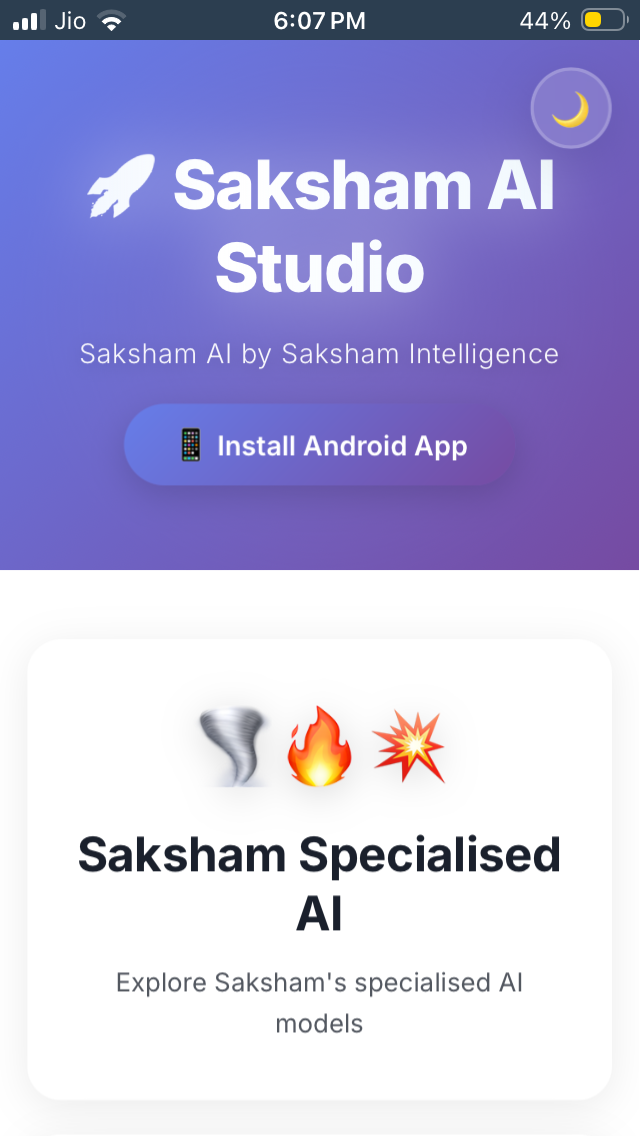 Jio 6:07 PM 44%
Saksham AI
Studio
Saksham AI by Saksham Intelligence
Install Android App
Saksham Specialised
AI
Explore Saksham's specialised AI
models